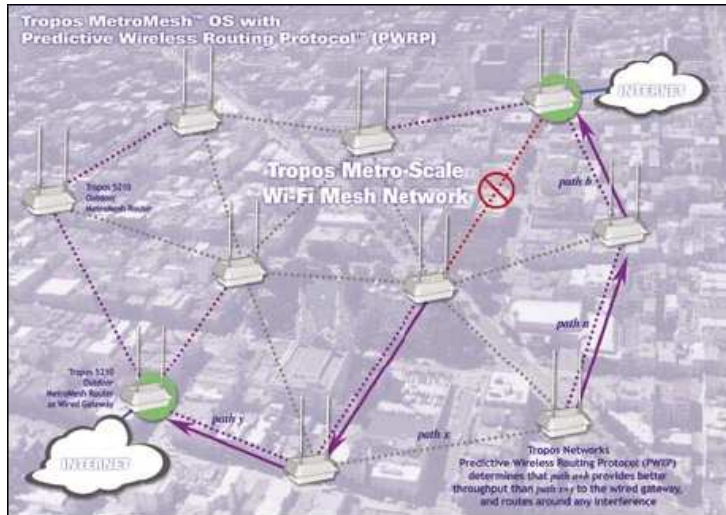 Tropos MetroMesh™ OS with
Predictive Wireless Routing Protocol™ (PWRP)
INTERNET
Tropos Metro-Scale
Wi-Fi Mesh Network
path b
Tropos 5210
Outdoor
MetroMesh Router
path a
Tropos 5210
Outdoor
MetroMesh Router
as Wired Gateway
path y
path x
INTERNET
Tropos Networks
Predictive Wireless Routing Protocol (PWRP)
determines that path a+b provides better
throughput than path x+y to the wired gateway,
and routes around any interference